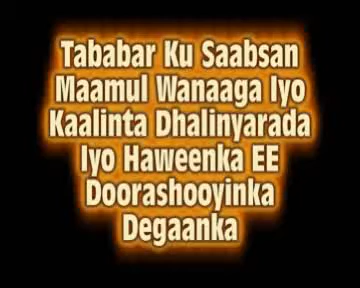 Tababar Ku Saabsan
Maamul Wanaaga Iyo
Kaalinta Dhalinyarada
Iyo Haweenka EE
Doorashooyinka
Degaanka